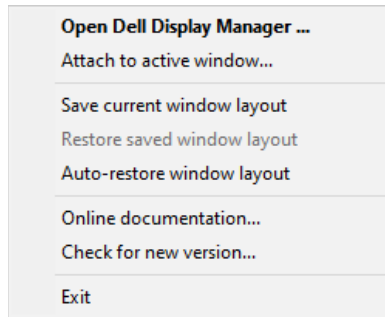 Open Dell Display Manager ...
Attach to active window...
Save current window layout
Restore saved window layout
Auto-restore window layout
Online documentation...
Check for new version...
Exit